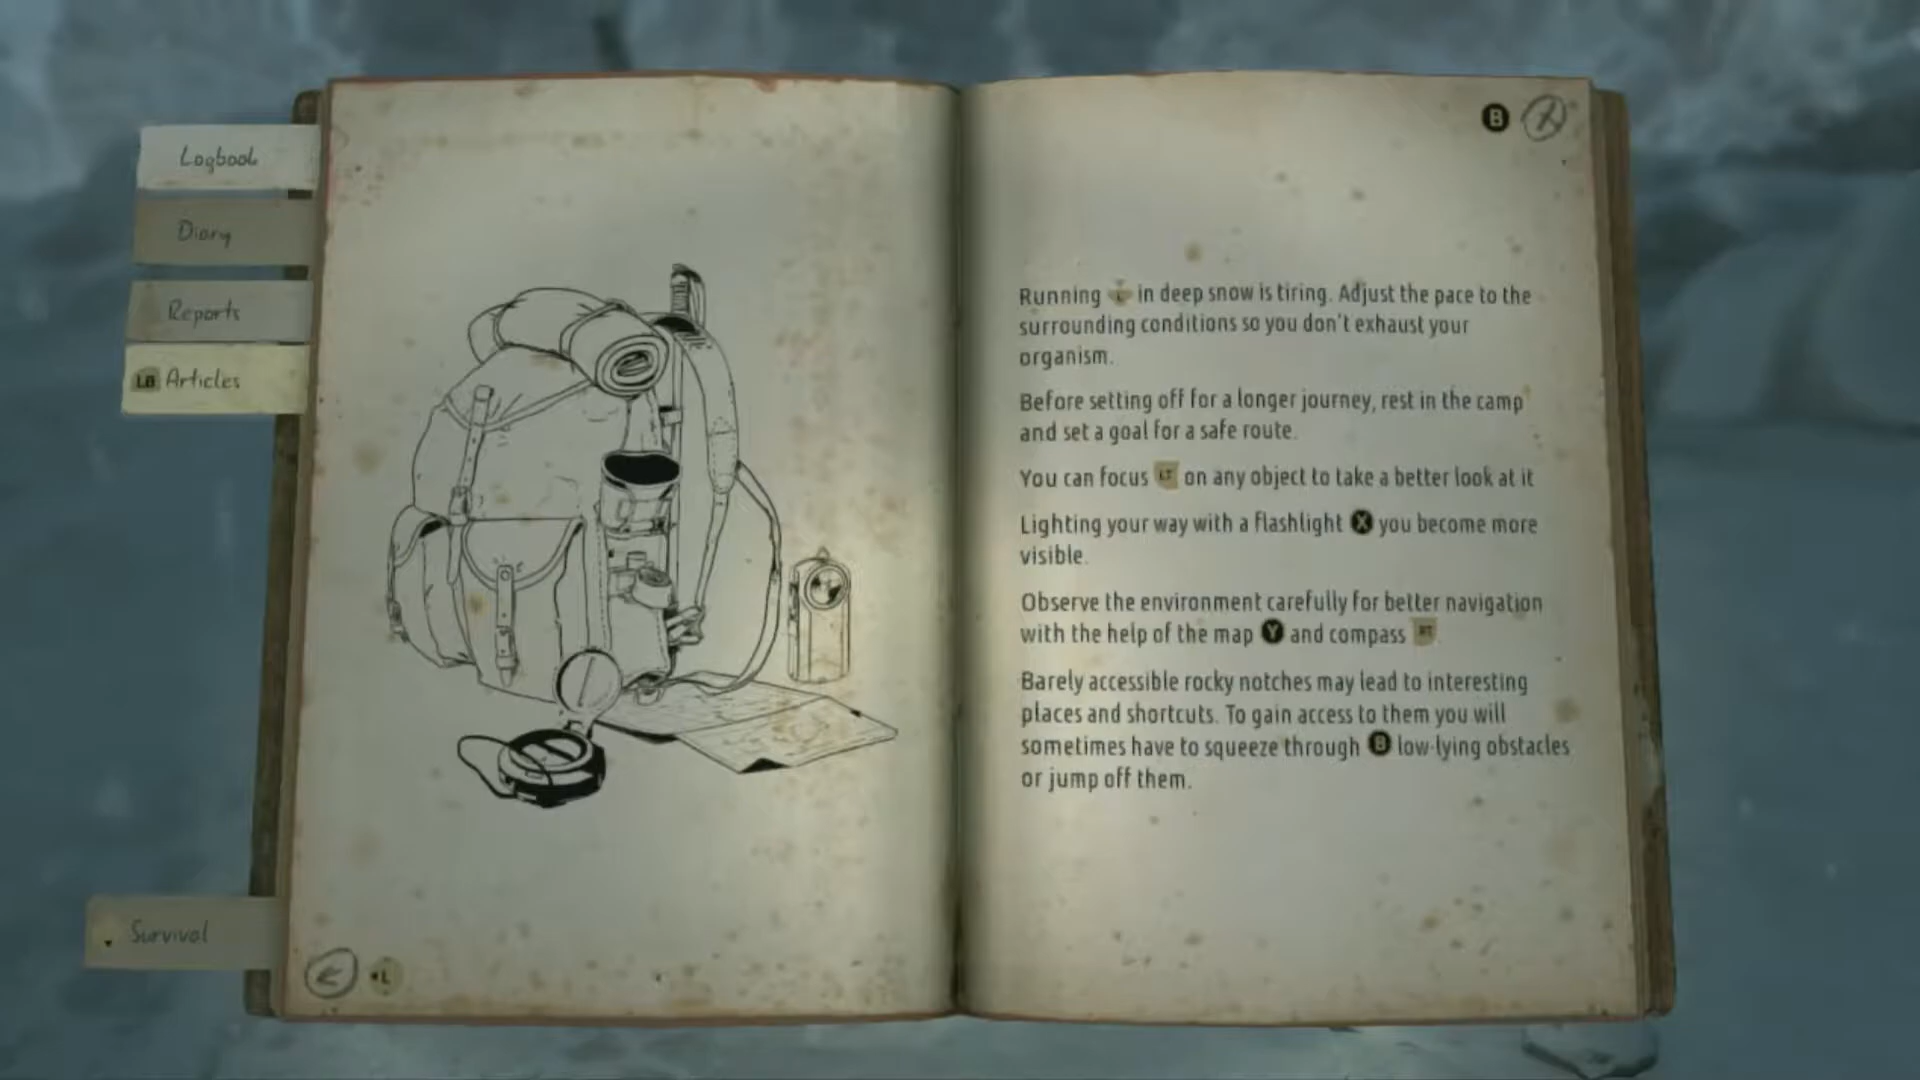 Logbook
Diary
Reports
LB Articles
Survival
L
B
Running L in deep snow is tiring. Adjust the pace to the
surrounding conditions so you don't exhaust your
organism.
Before setting off for a longer journey, rest in the camp
and set a goal for a safe route.
You can focus LT on any object to take a better look at it
Lighting your way with a flashlight X you become more
visible.
Observe the environment carefully for better navigation
with the help of the map Y and compass RT
Barely accessible rocky notches may lead to interesting
places and shortcuts. To gain access to them you will
sometimes have to squeeze through B low-lying obstacles
or jump off them.